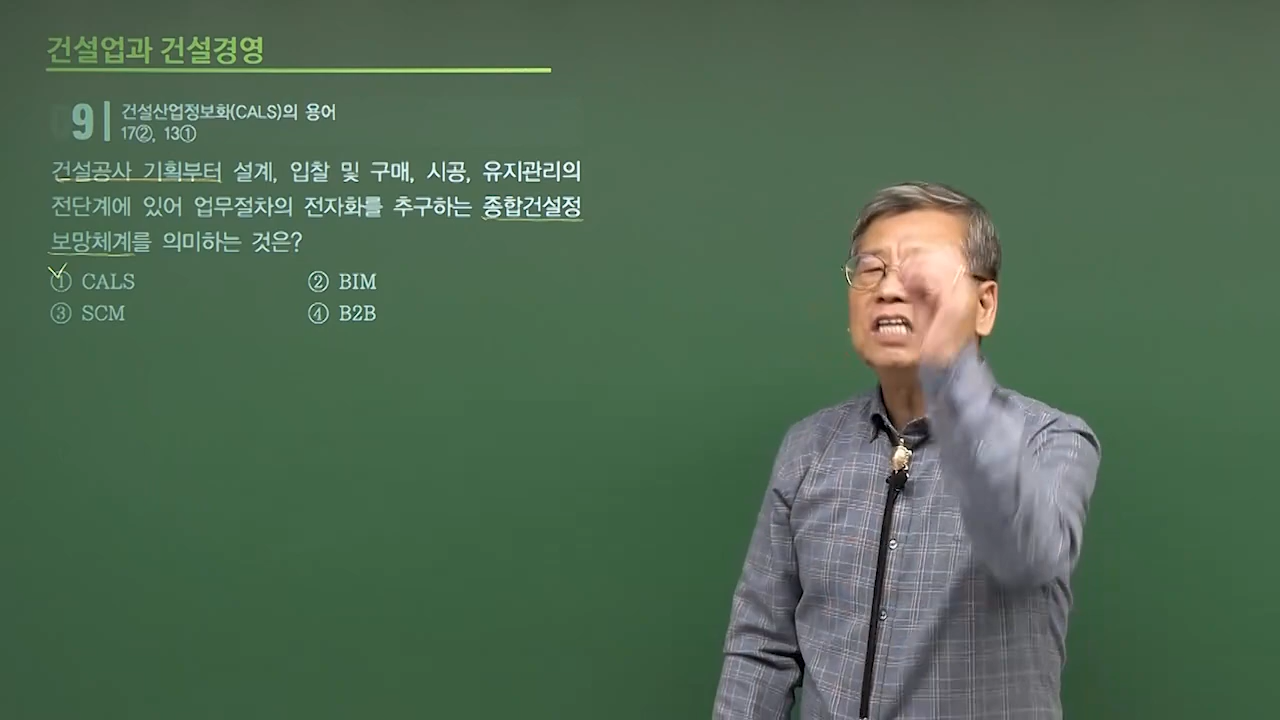 건설업과 건설경영
09 건설산업정보화(CALS)의 용어
17②, 13①
건설공사 기획부터 설계, 입찰 및 구매, 시공, 유지관리의
전단계에 있어 업무절차의 전자화를 추구하는 종합건설정
보망체계를 의미하는 것은?
① CALS ② BIM
③ SCM ④ B2B